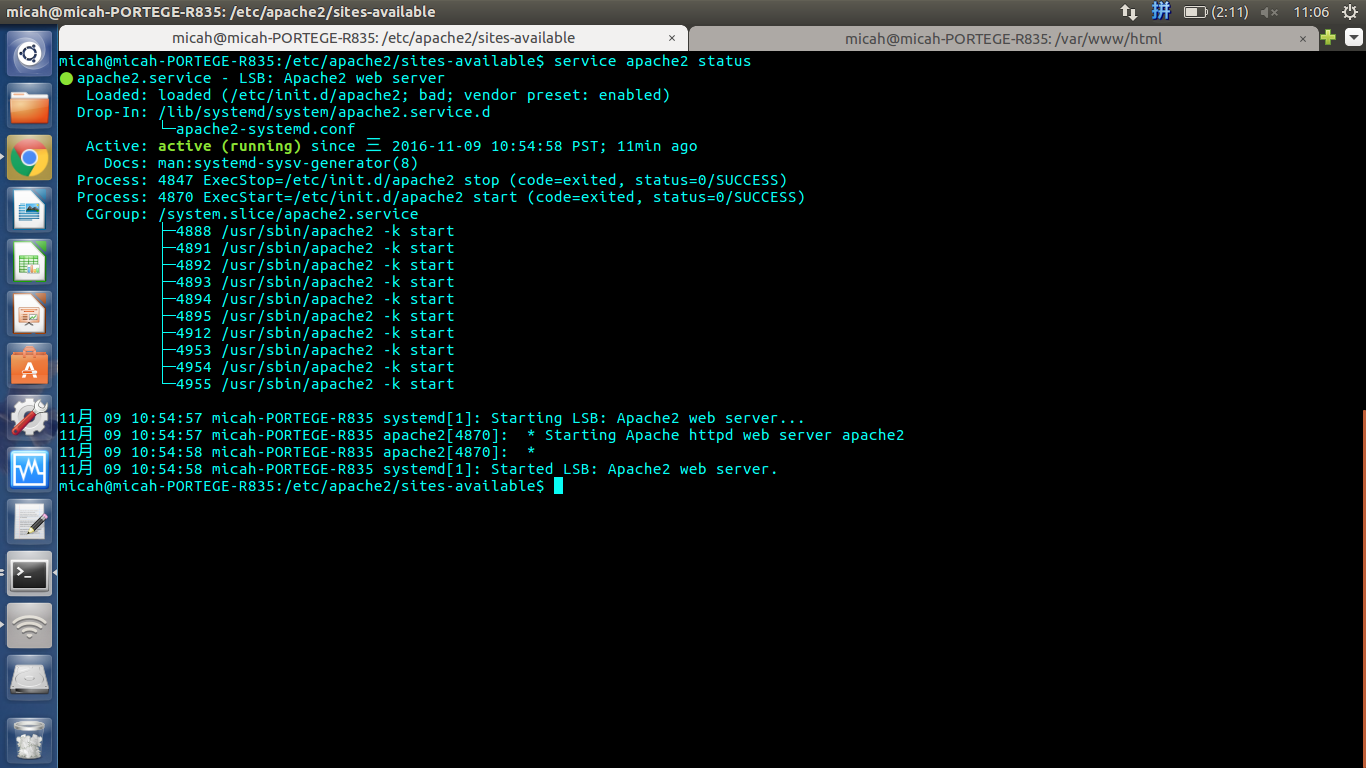 micah@micah-PORTEGE-R835: /etc/apache2/sites-available 拼 (2:11) 11:06
micah@micah-PORTEGE-R835: /etc/apache2/sites-available × micah@micah-PORTEGE-R835: /var/www/html ×
micah@micah-PORTEGE-R835:/etc/apache2/sites-available$ service apache2 status
● apache2.service - LSB: Apache2 web server
Loaded: loaded (/etc/init.d/apache2; bad; vendor preset: enabled)
Drop-In: /lib/systemd/system/apache2.service.d
└─apache2-systemd.conf
Active: active (running) since 三 2016-11-09 10:54:58 PST; 11min ago
Docs: man:systemd-sysv-generator(8)
Process: 4847 ExecStop=/etc/init.d/apache2 stop (code=exited, status=0/SUCCESS)
Process: 4870 ExecStart=/etc/init.d/apache2 start (code=exited, status=0/SUCCESS)
CGroup: /system.slice/apache2.service
├─4888 /usr/sbin/apache2 -k start
├─4891 /usr/sbin/apache2 -k start
├─4892 /usr/sbin/apache2 -k start
├─4893 /usr/sbin/apache2 -k start
├─4894 /usr/sbin/apache2 -k start
├─4895 /usr/sbin/apache2 -k start
├─4912 /usr/sbin/apache2 -k start
├─4953 /usr/sbin/apache2 -k start
├─4954 /usr/sbin/apache2 -k start
└─4955 /usr/sbin/apache2 -k start
11月 09 10:54:57 micah-PORTEGE-R835 systemd[1]: Starting LSB: Apache2 web server...
11月 09 10:54:57 micah-PORTEGE-R835 apache2[4870]:  * Starting Apache httpd web server apache2
11月 09 10:54:58 micah-PORTEGE-R835 apache2[4870]:  *
11月 09 10:54:58 micah-PORTEGE-R835 systemd[1]: Started LSB: Apache2 web server.
micah@micah-PORTEGE-R835:/etc/apache2/sites-available$